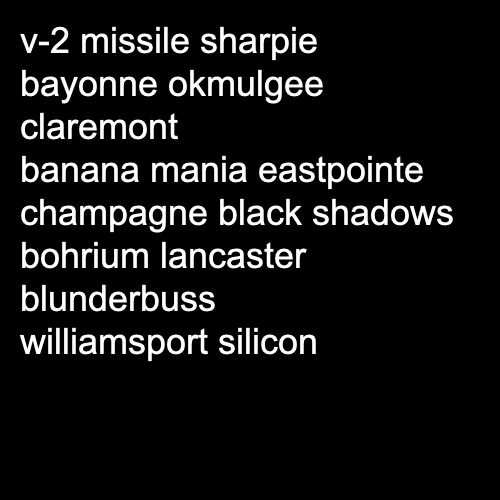 v-2 missile sharpie
bayonne okmulgee
claremont
banana mania eastpointe
champagne black shadows
bohrium lancaster
blunderbuss
williamsport silicon